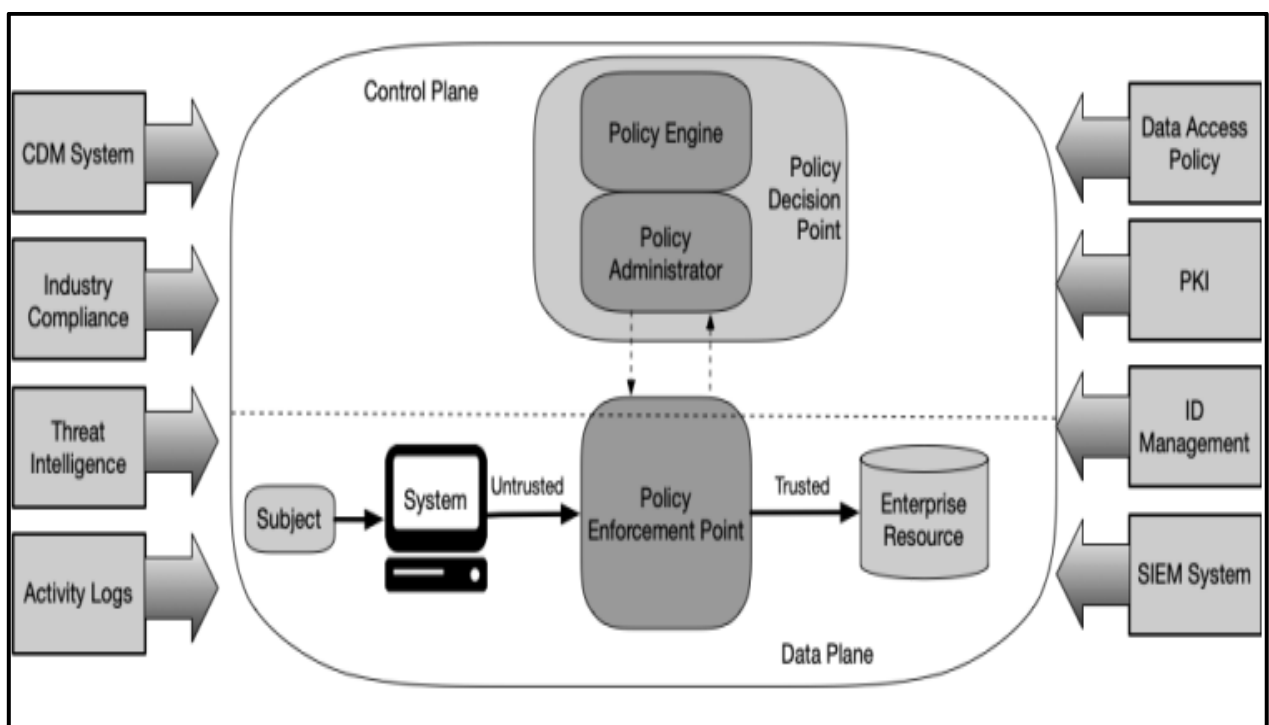 Control Plane
Policy Engine
Policy
Decision
Point
Policy
Administrator
CDM System
Industry
Compliance
Threat
Intelligence
Activity Logs
Data Access
Policy
PKI
ID
Management
SIEM System
Subject
System
Untrusted
Policy
Enforcement Point
Trusted
Enterprise
Resource
Data Plane